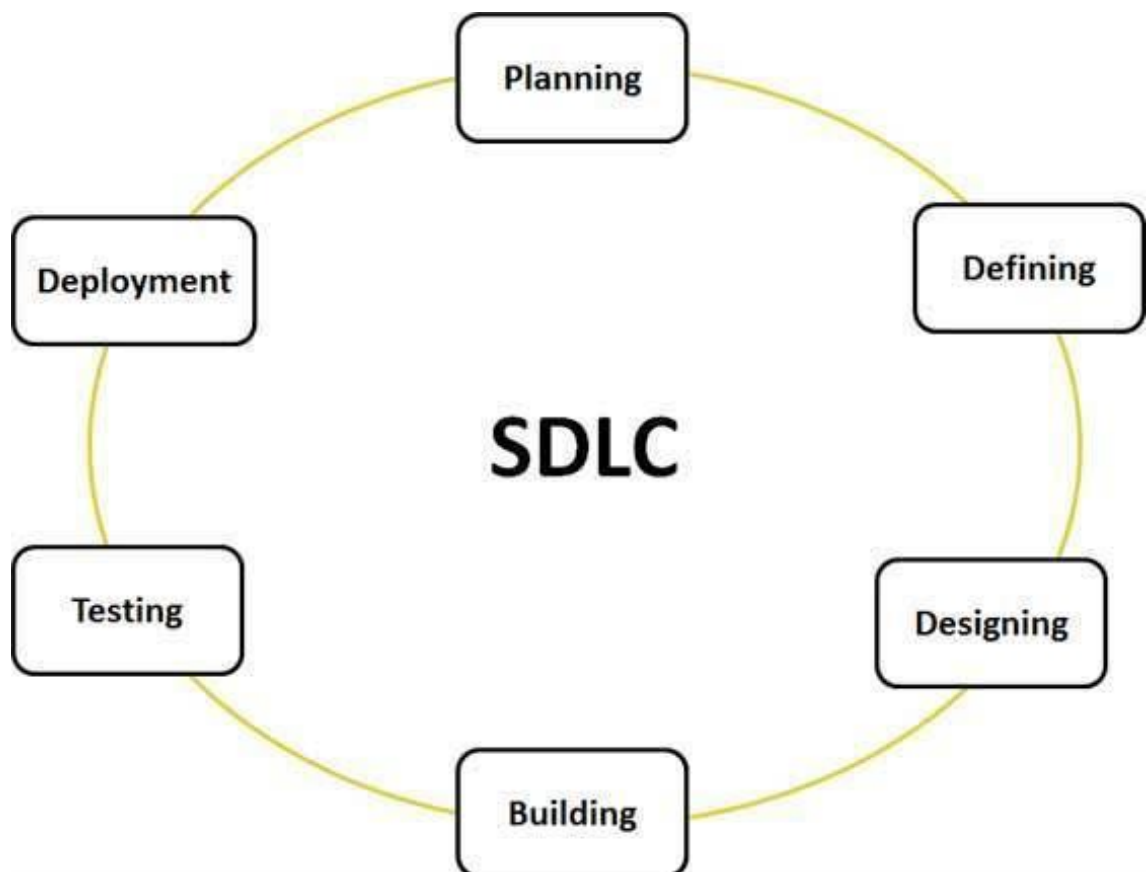 Planning
Defining
Deployment
SDLC
Testing
Designing
Building